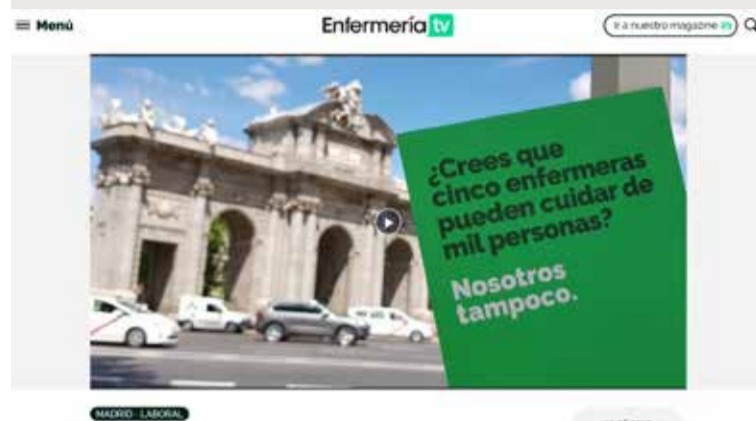 Menú
Enfermería tv
Ir a nuestro magazine
¿Crees que
cinco enfermeras
pueden cuidar de
mil personas?
Nosotros
tampoco.
MADRID - LABORAL